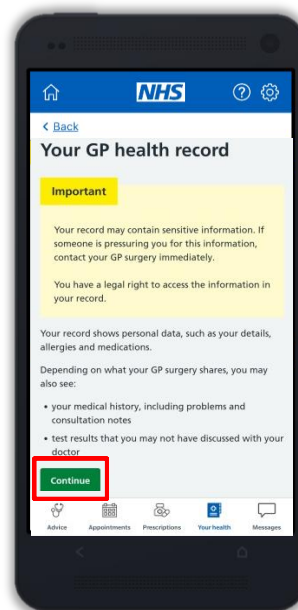 NHS
< Back
Your GP health record
Important
Your record may contain sensitive information. If
someone is pressuring you for this information,
contact your GP surgery immediately.
You have a legal right to access the information in
your record.
Your record shows personal data, such as your details,
allergies and medications.
Depending on what your GP surgery shares, you may
also see:
• your medical history, including problems and
consultation notes
• test results that you may not have discussed with your
doctor
Continue
Advice Appointments Prescriptions Your health Messages